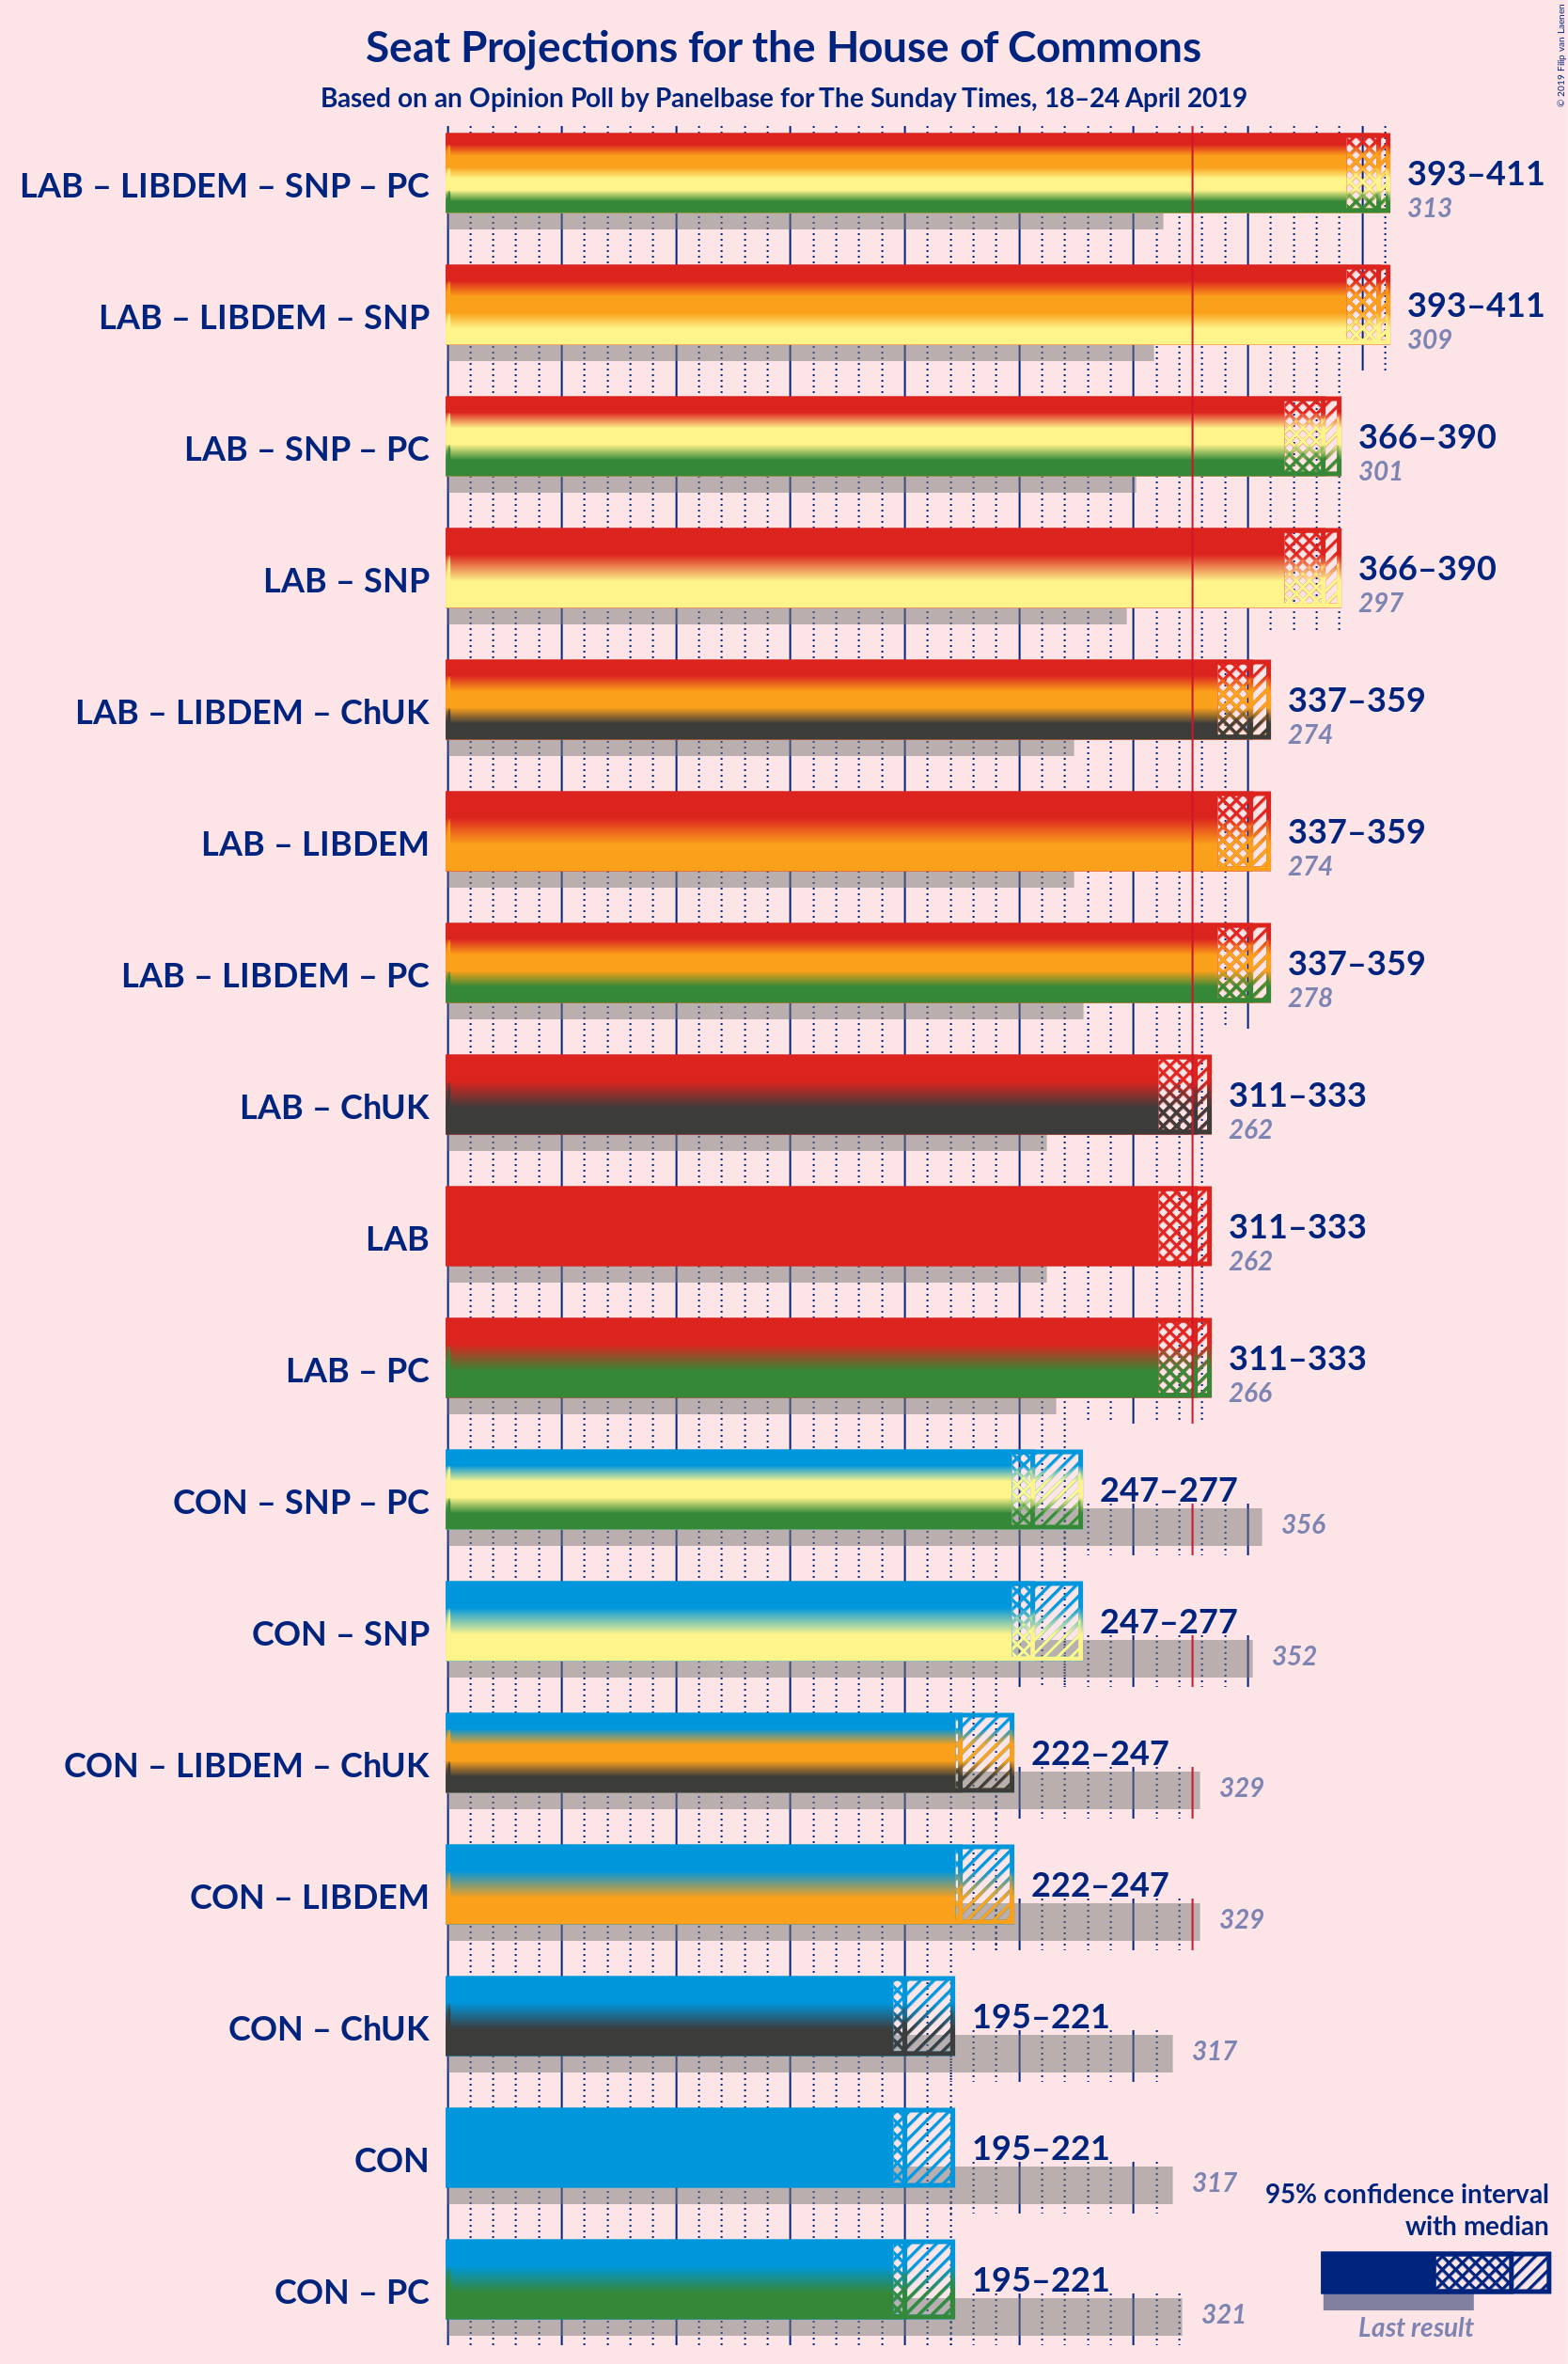 Seat Projections for the House of Commons
Based on an Opinion Poll by Panelbase for The Sunday Times, 18–24 April 2019
© 2019 Filip van Laenen
LAB – LIBDEM – SNP – PC
393–411
313
LAB – LIBDEM – SNP
393–411
309
LAB – SNP – PC
366–390
301
LAB – SNP
366–390
297
LAB – LIBDEM – ChUK
337–359
274
LAB – LIBDEM
337–359
274
LAB – LIBDEM – PC
337–359
278
LAB – ChUK
311–333
262
LAB
311–333
262
LAB – PC
311–333
266
CON – SNP – PC
247–277
356
CON – SNP
247–277
352
CON – LIBDEM – ChUK
222–247
329
CON – LIBDEM
222–247
329
CON – ChUK
195–221
317
CON
195–221
317
CON – PC
195–221
321
95% confidence interval
with median
Last result